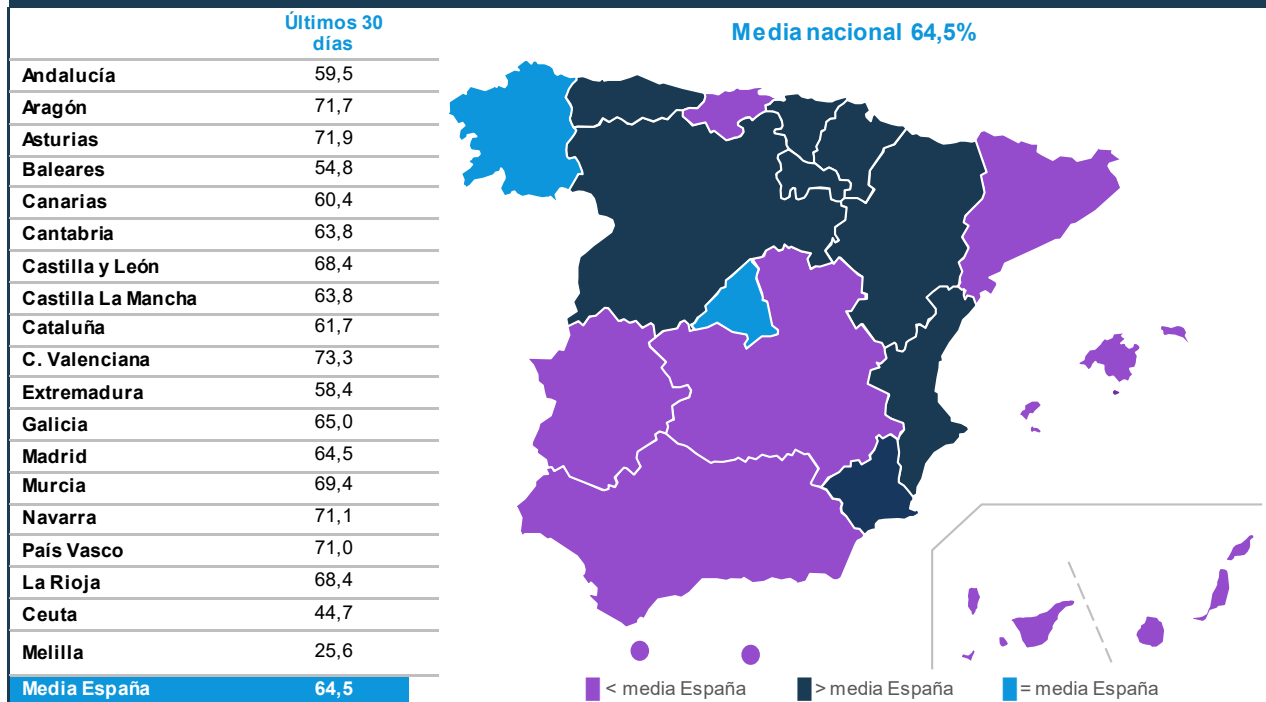 Últimos 30
días
Media nacional 64,5%
Andalucía 59,5
Aragón 71,7
Asturias 71,9
Baleares 54,8
Canarias 60,4
Cantabria 63,8
Castilla y León 68,4
Castilla La Mancha 63,8
Cataluña 61,7
C. Valenciana 73,3
Extremadura 58,4
Galicia 65,0
Madrid 64,5
Murcia 69,4
Navarra 71,1
País Vasco 71,0
La Rioja 68,4
Ceuta 44,7
Melilla 25,6
Media España 64,5
< media España > media España = media España